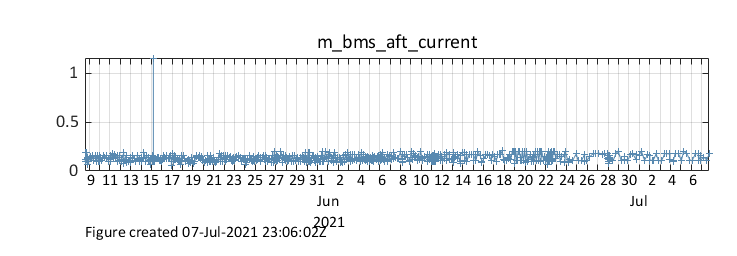 m_bms_aft_current
1
0.5
0
9 11 13 15 17 19 21 23 25 27 29 31 2 4 6 8 10 12 14 16 18 20 22 24 26 28 30 2 4 6
Jun Jul
2021
Figure created 07-Jul-2021 23:06:02Z